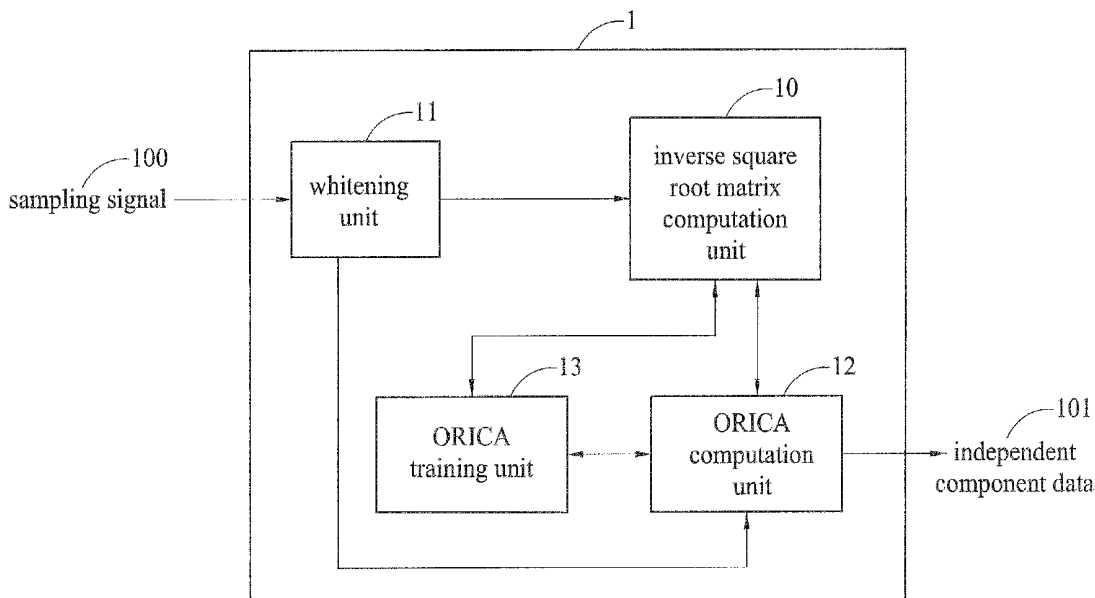 1
10
11
100
sampling signal
whitening
unit
inverse square
root matrix
computation
unit
13
12
ORICA
training unit
ORICA
computation
unit
101
independent
component data